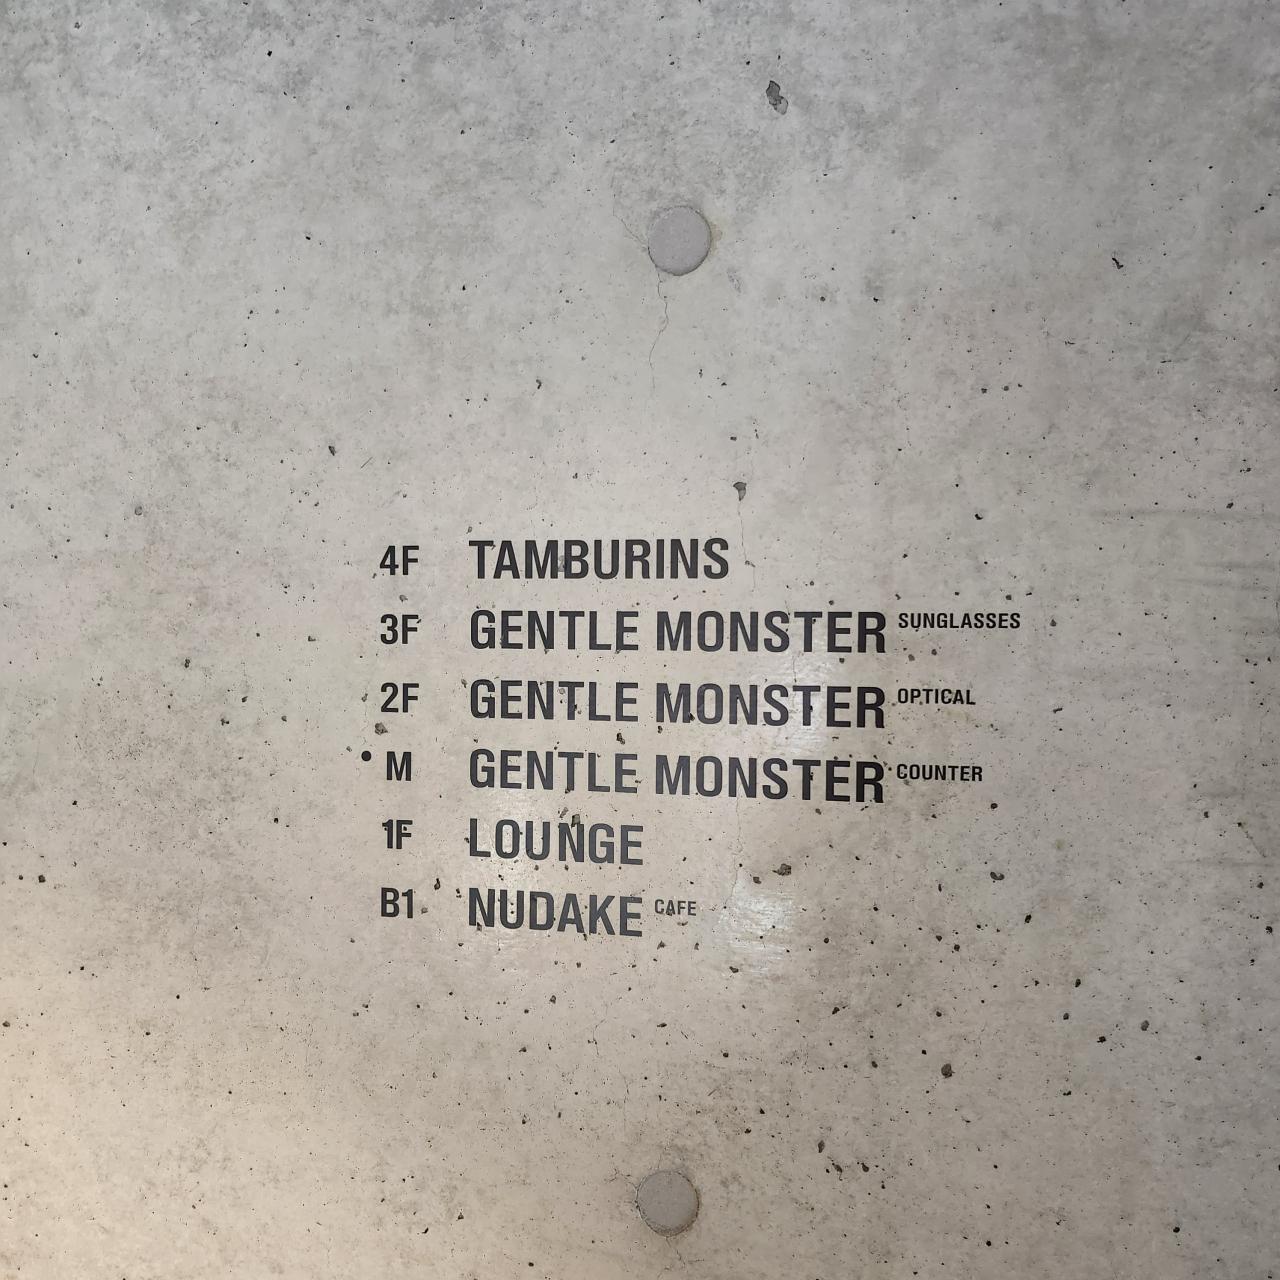 4F TAMBURINS
3F GENTLE MONSTER SUNGLASSES
2F GENTLE MONSTER OPTICAL
• M GENTLE MONSTER COUNTER
1F LOUNGE
B1 NUDAKE CAFE